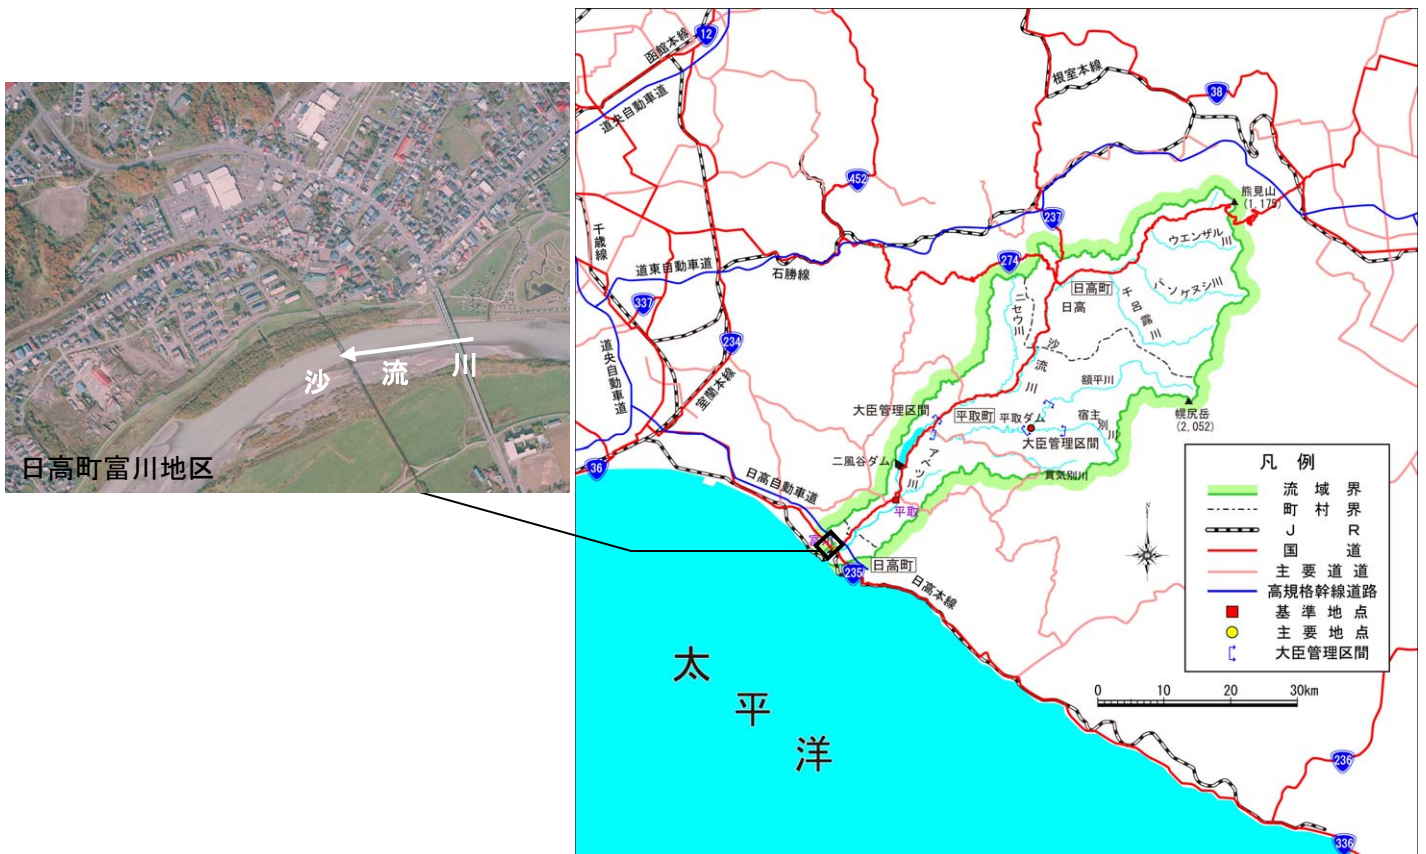 沙流川
日高町富川地区
12
函館本線
道央自動車道
根室本線
38
452
237
熊見山
(1,175)
ウエンザル川
274
千歳線
道東自動車道
石勝線
日高町
日高
パンケヌシ川
千呂露川
ニセウ川
337
234
道央自動車道
室蘭本線
沙流川
額平川
幌尻岳
(2,052)
大臣管理区間
平取町
平取ダム
宿主別川
大臣管理区間
二風谷ダム
アベツ川
貫気別川
36
日高自動車道
平取
日高町
235
日高本線
太平洋
凡例
流域界
町村界
JR
国道
主要道道
高規格幹線道路
基準地点
主要地点
大臣管理区間
N
0 10 20 30km
236
336